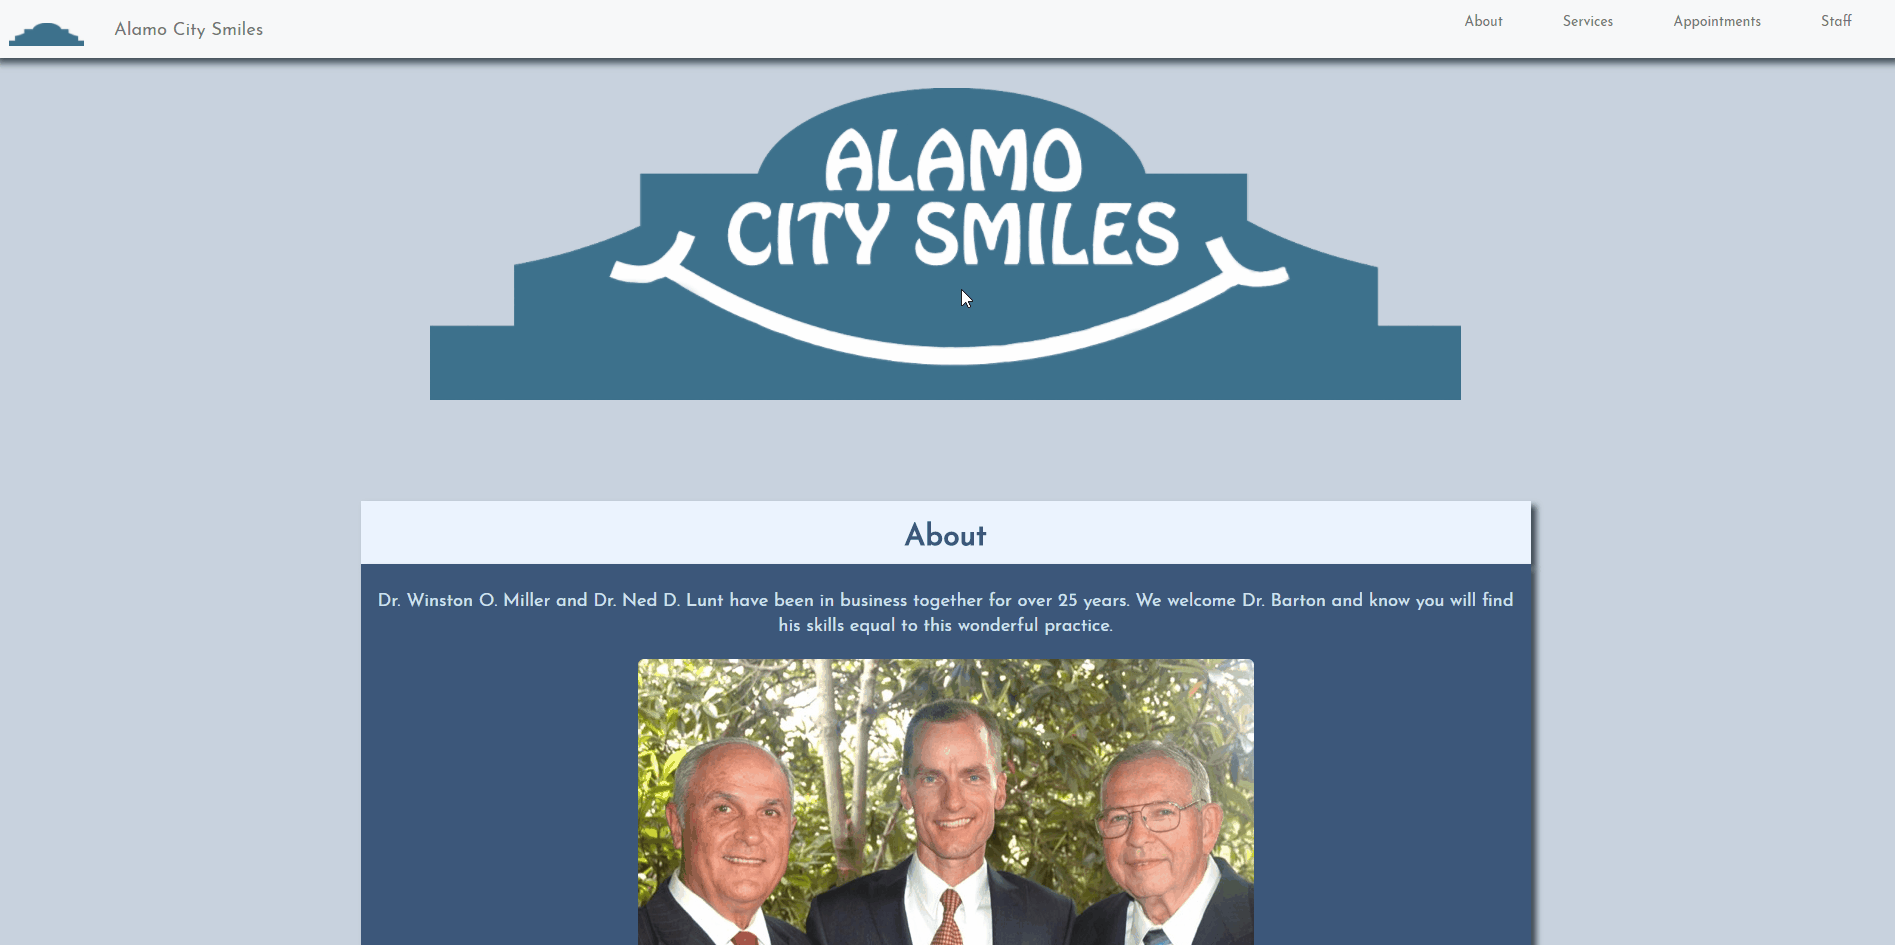 Alamo City Smiles
About
Services
Appointments
Staff
ALAMO
CITY SMILES
About
Dr. Winston O. Miller and Dr. Ned D. Lunt have been in business together for over 25 years. We welcome Dr. Barton and know you will find
his skills equal to this wonderful practice.